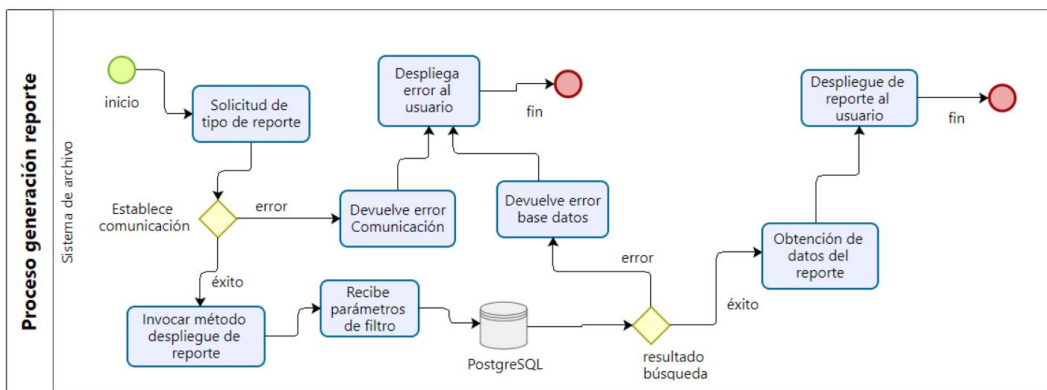 Proceso generación reporte
Sistema de archivo
inicio
Solicitud de
tipo de reporte
Establece
comunicación
error
éxito
Invocar método
despliegue de
reporte
Devuelve error
Comunicación
Despliega
error al
usuario
fin
Recibe
parámetros
de filtro
PostgreSQL
Devuelve error
base datos
error
resultado
búsqueda
éxito
Obtención de
datos del
reporte
Despliegue de
reporte al
usuario
fin